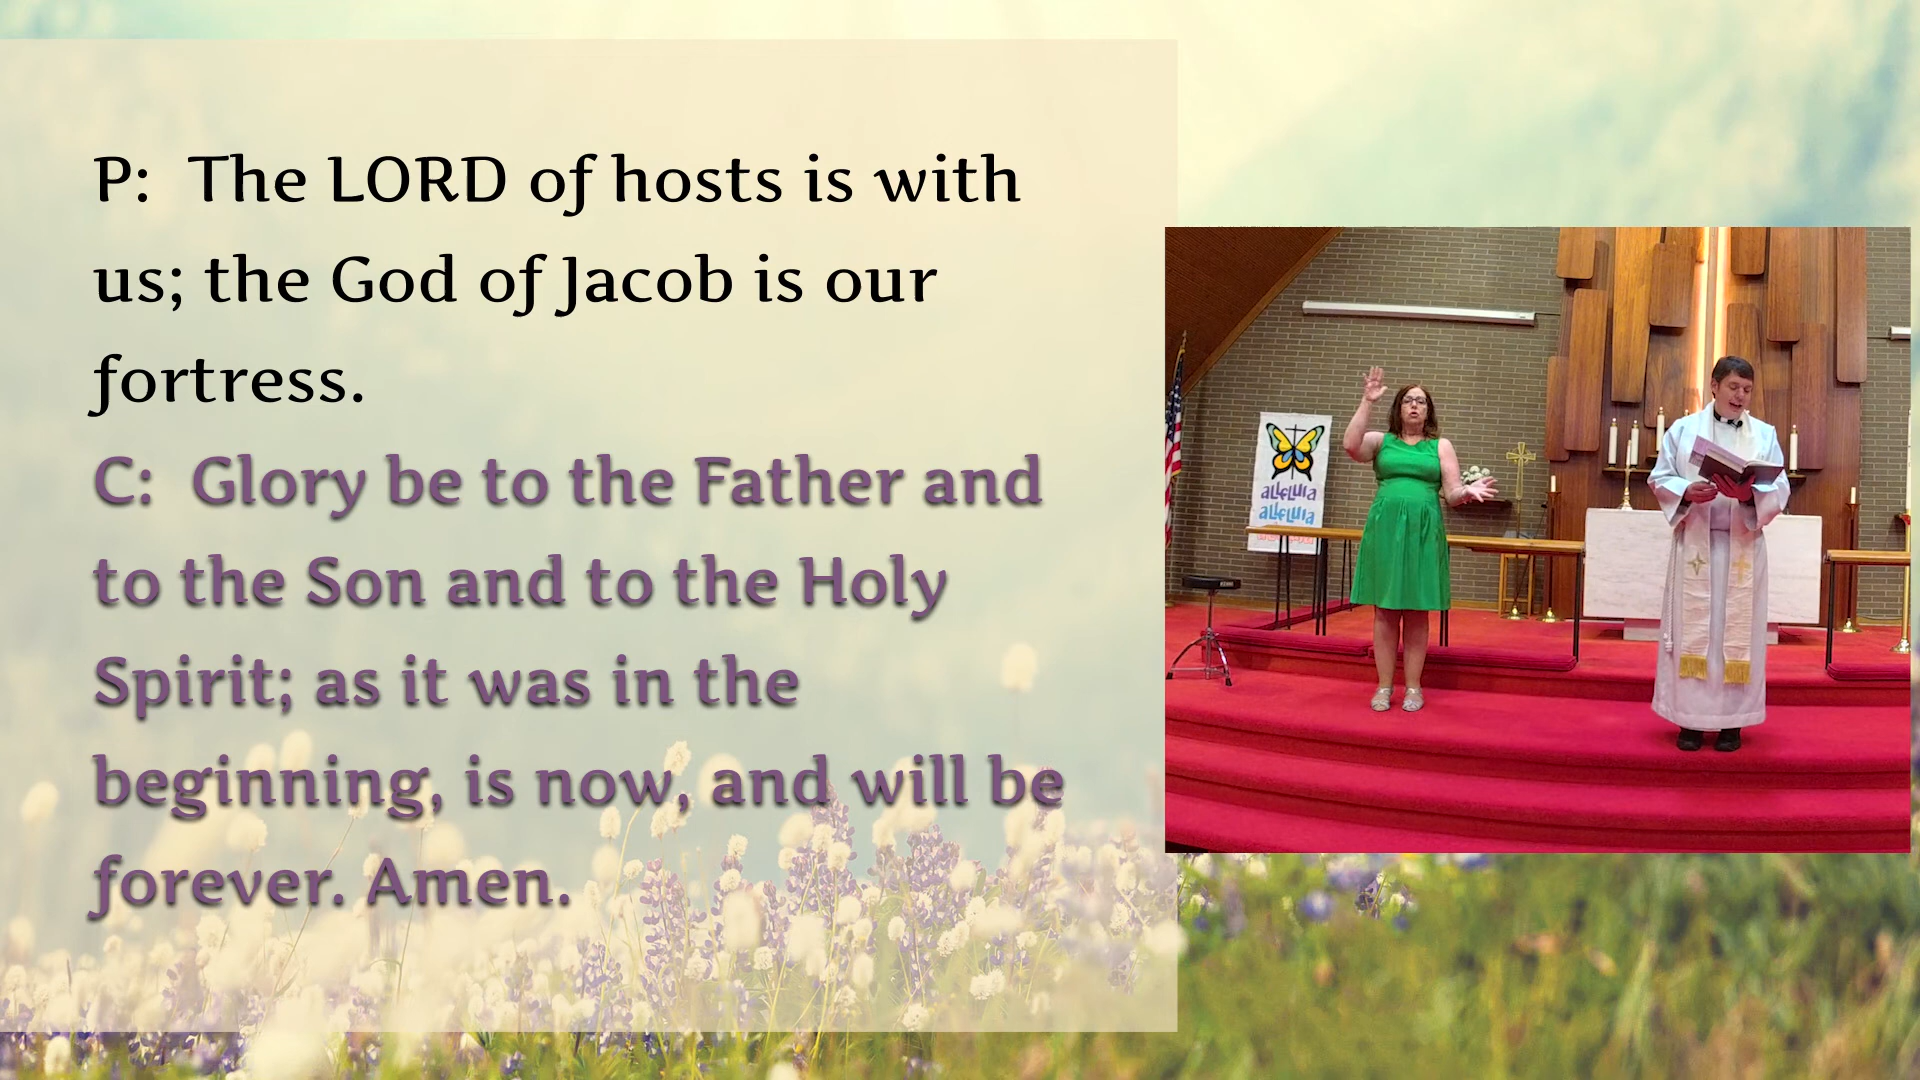 P:  The LORD of hosts is with
us; the God of Jacob is our
fortress.
C:  Glory be to the Father and
to the Son and to the Holy
Spirit; as it was in the
beginning, is now, and will be
forever. Amen.
alleluia
alleluia